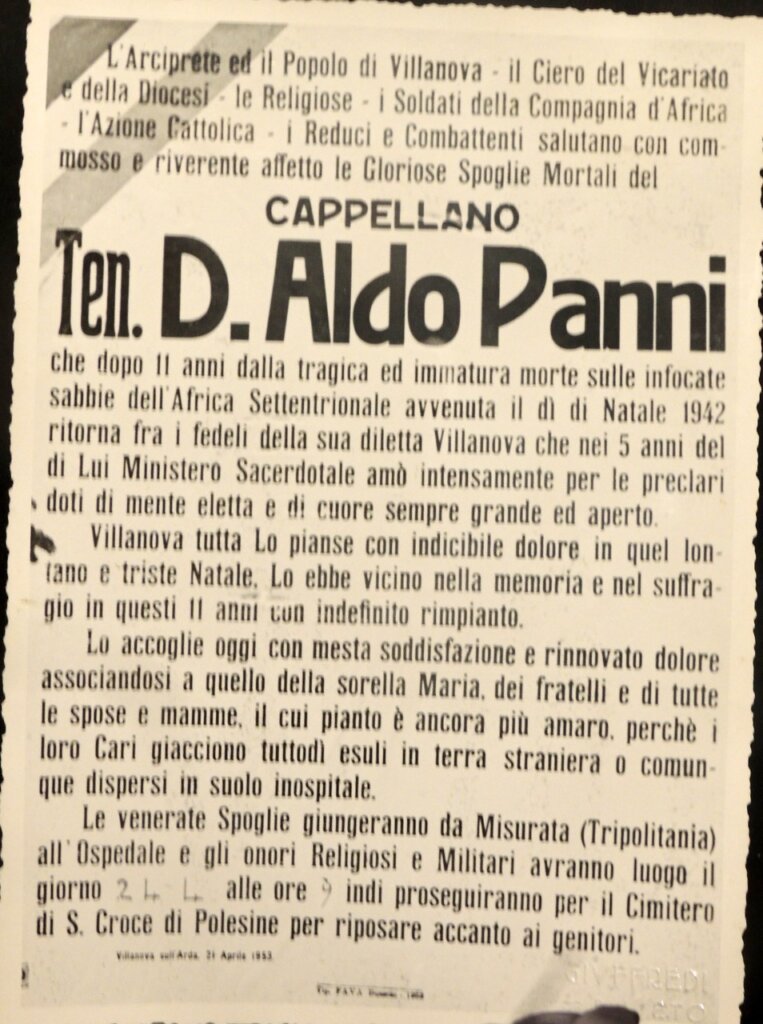 L'Arciprete ed il Popolo di Villanova - il Clero del Vicariato
e della Diocesi - le Religiose - i Soldati della Compagnia d'Africa
- l'Azione Cattolica - i Reduci e Combattenti salutano con com-
mosso e riverente affetto le Gloriose Spoglie Mortali del
CAPPELLANO
Ten. D. Aldo Panni
che dopo 11 anni dalla tragica ed immatura morte sulle infocate
sabbie dell'Africa Settentrionale avvenuta il dì di Natale 1942
ritorna fra i fedeli della sua diletta Villanova che nei 5 anni del
di Lui Ministero Sacerdotale amò intensamente per le preclari
doti di mente eletta e di cuore sempre grande ed aperto.
Villanova tutta Lo pianse con indicibile dolore in quel lon-
tano e triste Natale, Lo ebbe vicino nella memoria e nel suffra-
gio in questi 11 anni con indefinito rimpianto.
Lo accoglie oggi con mesta soddisfazione e rinnovato dolore
associandosi a quello della sorella Maria, dei fratelli e di tutte
le spose e mamme, il cui pianto è ancora più amaro, perchè i
loro Cari giacciono tuttodì esuli in terra straniera o comun-
que dispersi in suolo inospitale.
Le venerate Spoglie giungeranno da Misurata (Tripolitania)
all'Ospedale e gli onori Religiosi e Militari avranno luogo il
giorno 24 4 alle ore 9 indi proseguiranno per il Cimitero
di S. Croce di Polesine per riposare accanto ai genitori.
Villanova sull'Arda, 21 Aprile 1953
Tip. FAVA 1953
GIUFFREDI